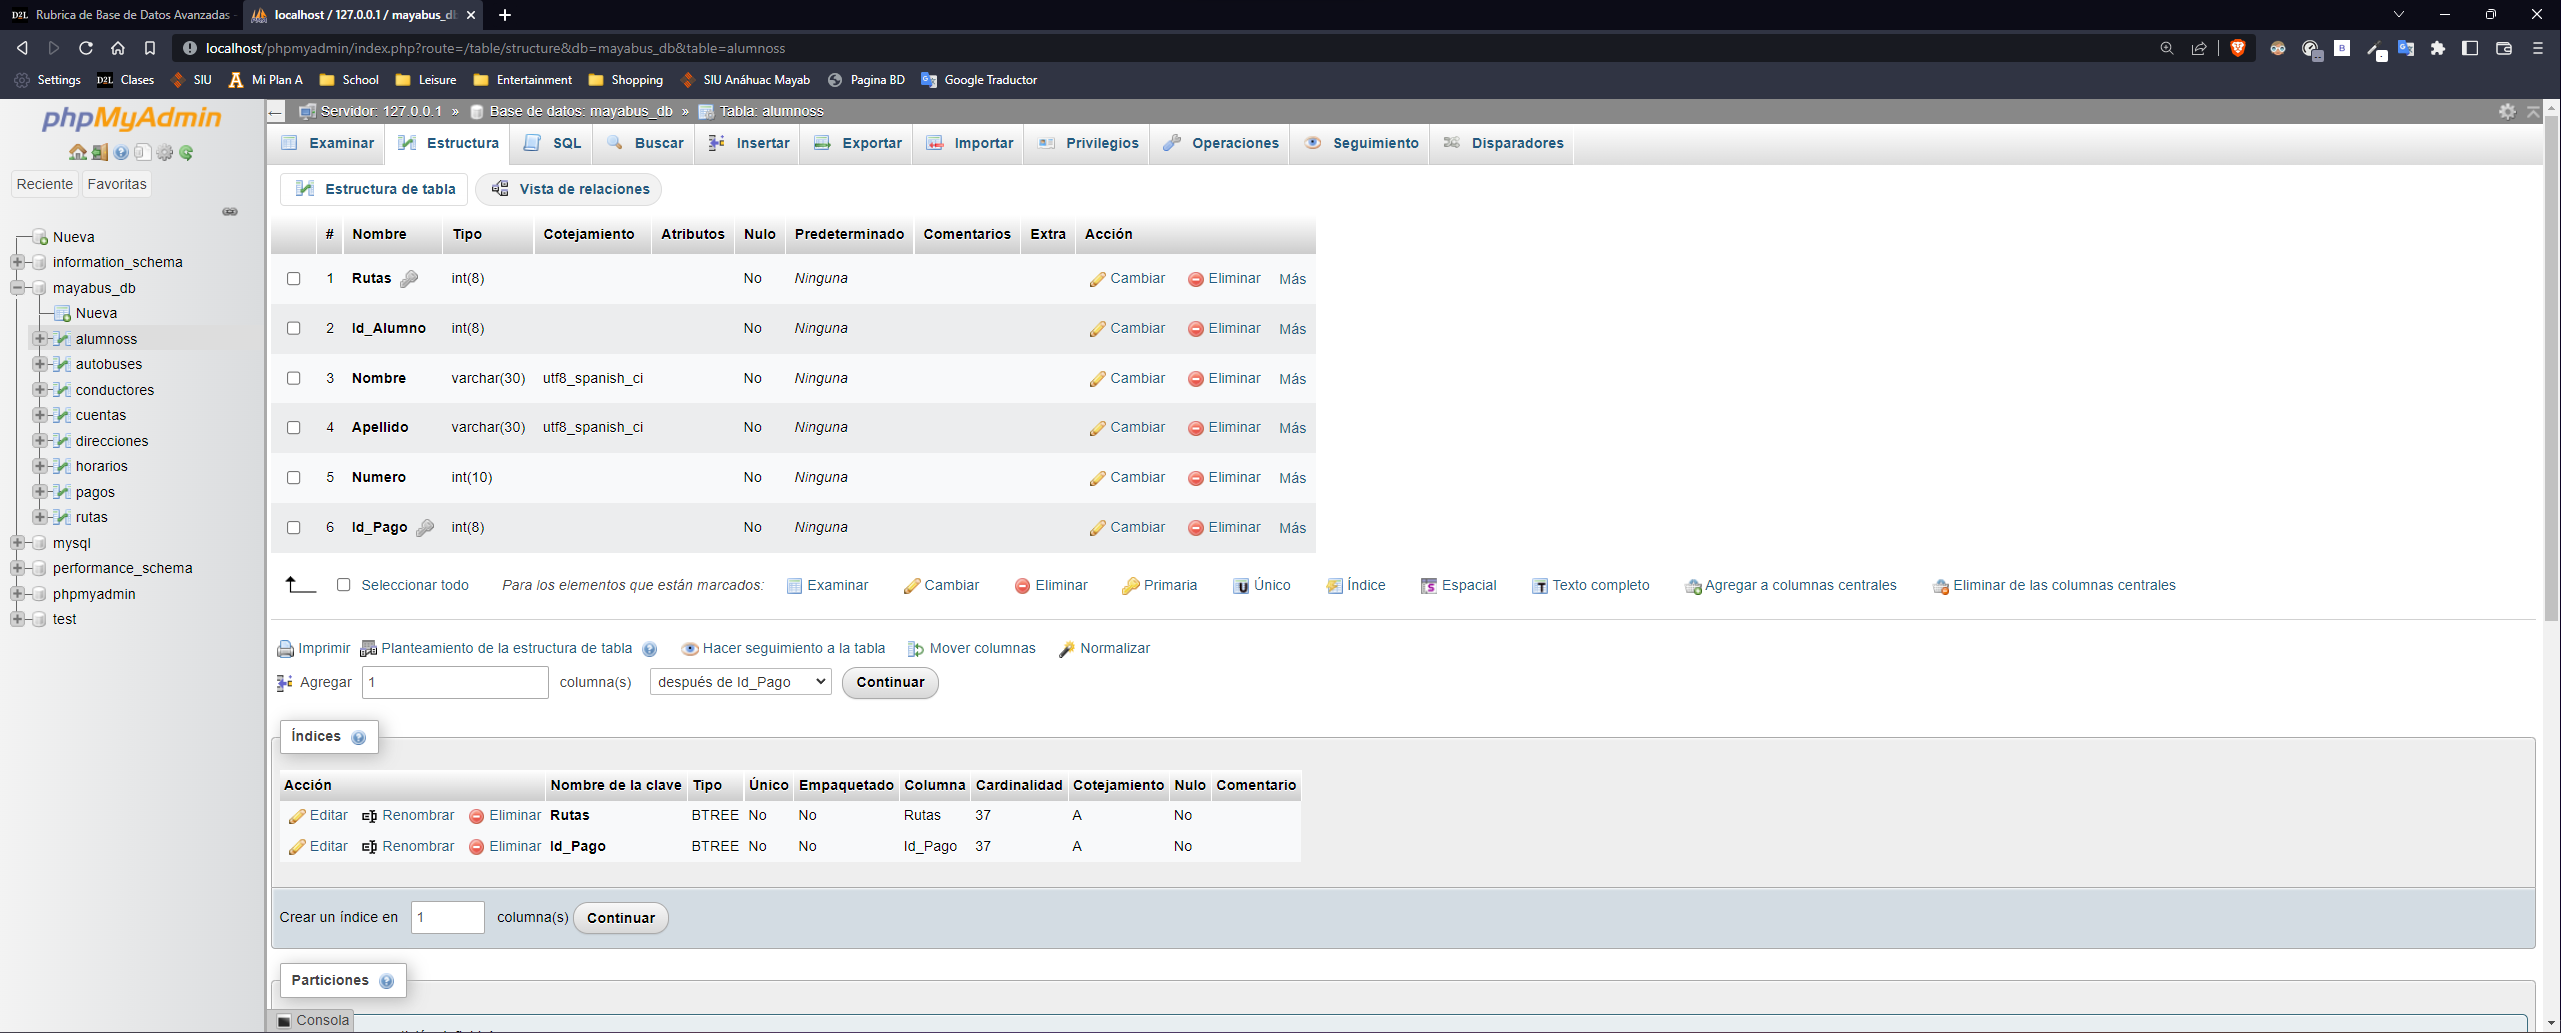 D2L Rubrica de Base de Datos Avanzadas -
localhost / 127.0.0.1 / mayabus_db
localhost/phpmyadmin/index.php?route=/table/structure&db=mayabus_db&table=alumnoss
Settings D2L Clases SIU Mi Plan A School Leisure Entertainment Shopping SIU Anáhuac Mayab Pagina BD Google Traductor
phpMyAdmin
Reciente Favoritas
Nueva
information_schema
mayabus_db
Nueva
alumnoss
autobuses
conductores
cuentas
direcciones
horarios
pagos
rutas
mysql
performance_schema
phpmyadmin
test
Servidor: 127.0.0.1 » Base de datos: mayabus_db » Tabla: alumnoss
Examinar Estructura SQL Buscar Insertar Exportar Importar Privilegios Operaciones Seguimiento Disparadores
Estructura de tabla Vista de relaciones
# Nombre Tipo Cotejamiento Atributos Nulo Predeterminado Comentarios Extra Acción
1 Rutas int(8) No Ninguna Cambiar Eliminar Más
2 Id_Alumno int(8) No Ninguna Cambiar Eliminar Más
3 Nombre varchar(30) utf8_spanish_ci No Ninguna Cambiar Eliminar Más
4 Apellido varchar(30) utf8_spanish_ci No Ninguna Cambiar Eliminar Más
5 Numero int(10) No Ninguna Cambiar Eliminar Más
6 Id_Pago int(8) No Ninguna Cambiar Eliminar Más
Seleccionar todo Para los elementos que están marcados: Examinar Cambiar Eliminar Primaria Único Índice Espacial Texto completo Agregar a columnas centrales Eliminar de las columnas centrales
Imprimir Planteamiento de la estructura de tabla Hacer seguimiento a la tabla Mover columnas Normalizar
Agregar 1 columna(s) después de Id_Pago Continuar
Índices
Acción Nombre de la clave Tipo Único Empaquetado Columna Cardinalidad Cotejamiento Nulo Comentario
Editar Renombrar Eliminar Rutas BTREE No No Rutas 37 A No
Editar Renombrar Eliminar Id_Pago BTREE No No Id_Pago 37 A No
Crear un índice en 1 columna(s) Continuar
Particiones
Consola